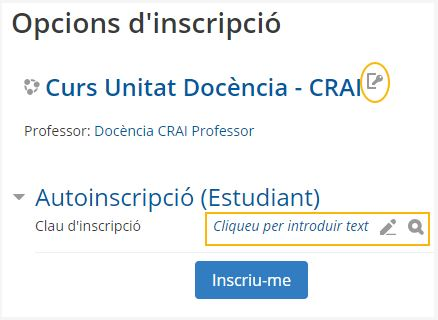 Opcions d'inscripció
Curs Unitat Docència - CRAI
Professor: Docència CRAI Professor
Autoinscripció (Estudiant)
Clau d'inscripció Cliqueu per introduir text
Inscriu-me